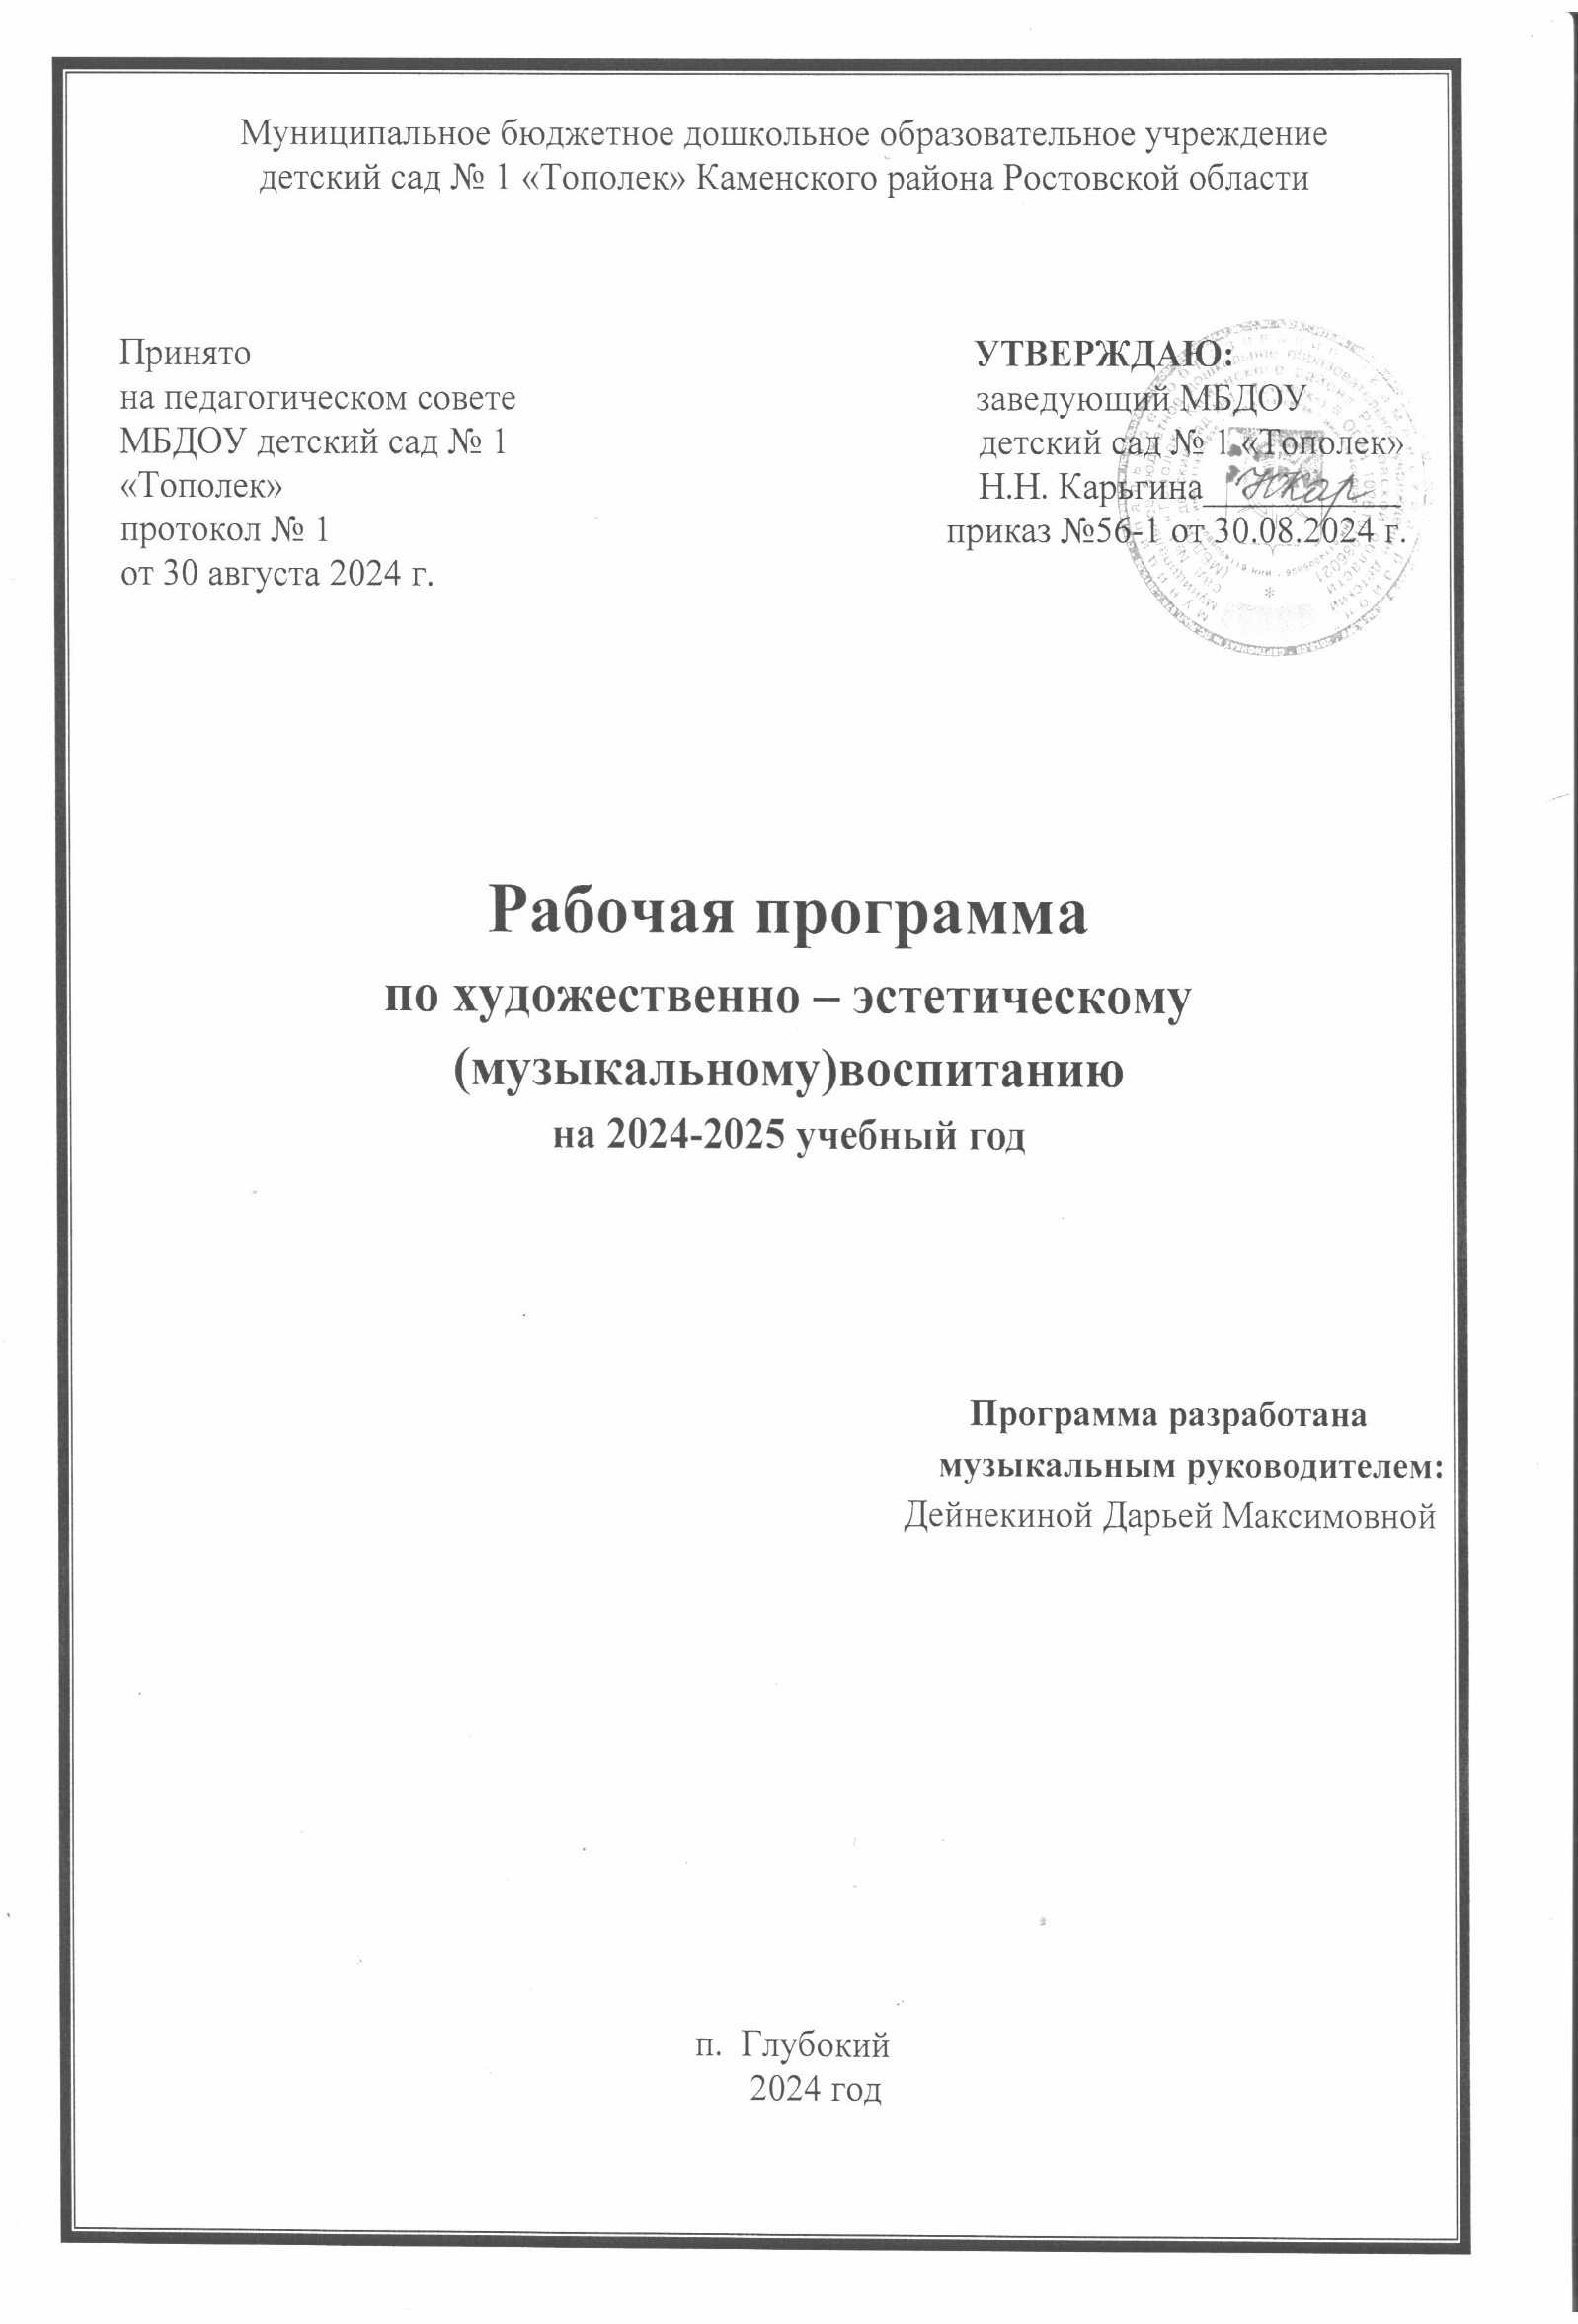 Муниципальное бюджетное дошкольное образовательное учреждение
детский сад № 1 «Тополек» Каменского района Ростовской области
Принято
на педагогическом совете
МБДОУ детский сад № 1
«Тополек»
протокол № 1
от 30 августа 2024 г.
УТВЕРЖДАЮ:
заведующий МБДОУ
детский сад № 1 «Тополек»
Н.Н. Карьгина
приказ №56-1 от 30.08.2024 г.
Рабочая программа
по художественно – эстетическому
(музыкальному)воспитанию
на 2024-2025 учебный год
Программа разработана
музыкальным руководителем:
Дейнекиной Дарьей Максимовной
п. Глубокий
2024 год